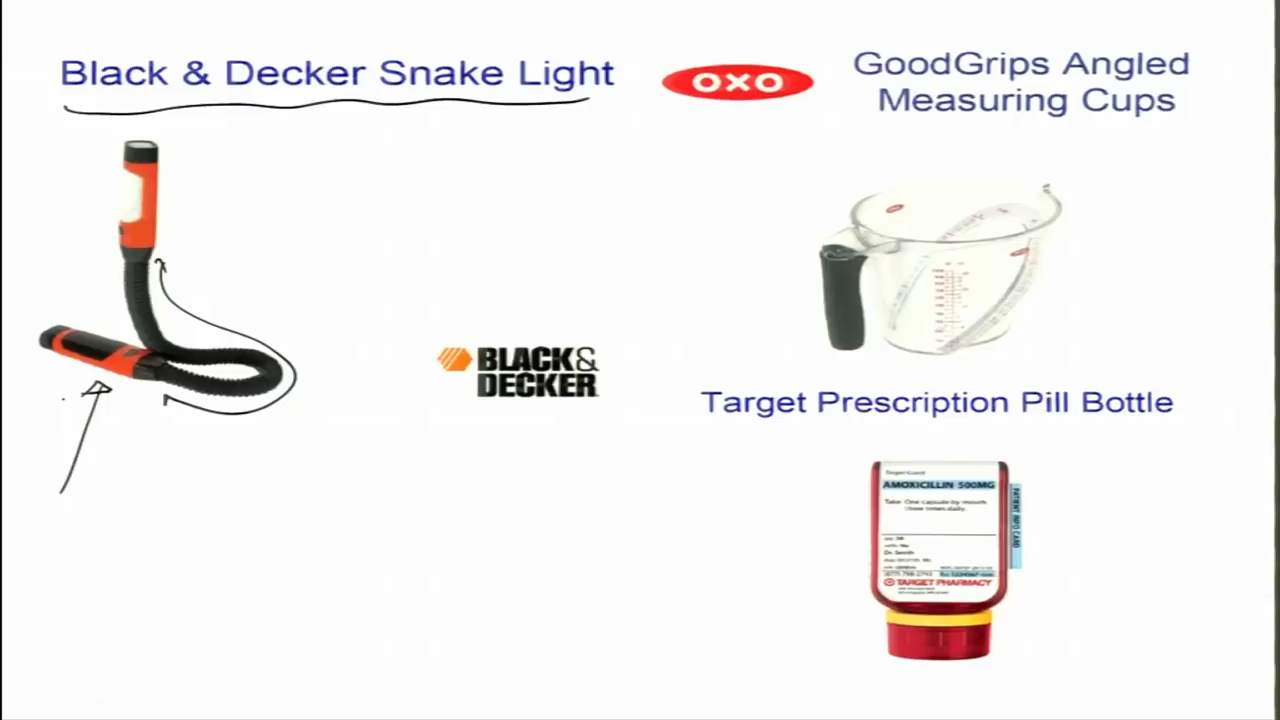 Black & Decker Snake Light
OXO
GoodGrips Angled
Measuring Cups
BLACK&
DECKER
Target Prescription Pill Bottle
AMOXICILLIN 500MG
Take One capsule by mouth
three times daily.
Dr. Smith
TARGET PHARMACY
PATIENT INFO CARD